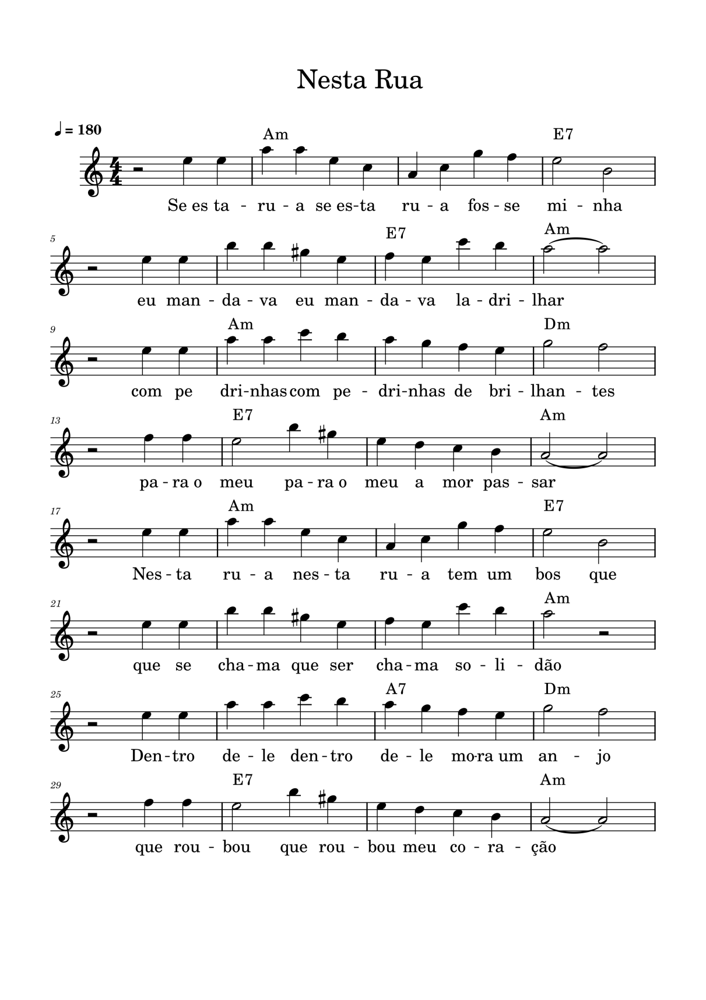 Nesta Rua
♩ = 180
Am E7
4
4
Se es ta - ru - a se es - ta ru - a fos - se mi - nha
5
E7 Am
eu man - da - va eu man - da - va la - dri - lhar
9
Am Dm
com pe dri - nhas com pe - dri - nhas de bri - lhan - tes
13
E7 Am
pa - ra o meu pa - ra o meu a mor pas - sar
17
Am E7
Nes - ta ru - a nes - ta ru - a tem um bos que
21
Am
que se cha - ma que ser cha - ma so - li - dão
25
A7 Dm
Den - tro de - le den - tro de - le mo - ra um an - jo
29
E7 Am
que rou - bou que rou - bou meu co - ra - ção